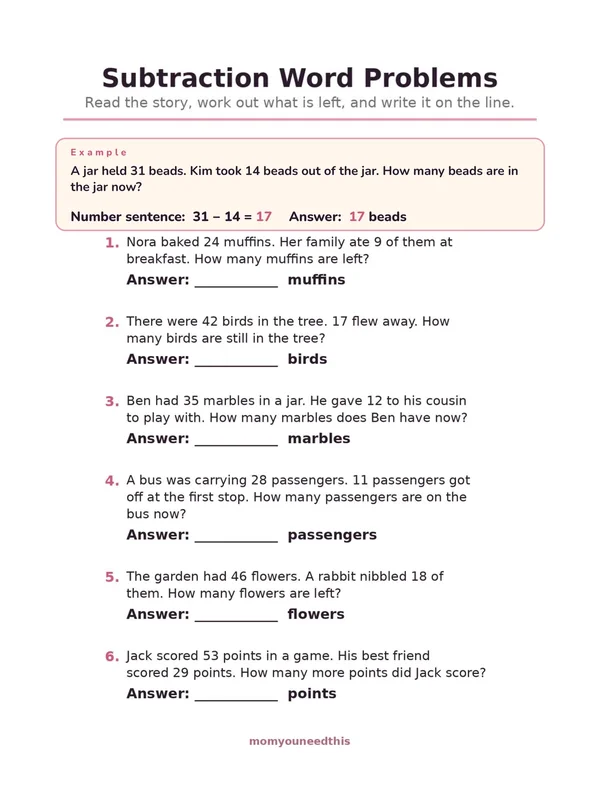 Subtraction Word Problems
Read the story, work out what is left, and write it on the line.
Example
A jar held 31 beads. Kim took 14 beads out of the jar. How many beads are in
the jar now?
Number sentence: 31 – 14 = 17 Answer: 17 beads
1. Nora baked 24 muffins. Her family ate 9 of them at
breakfast. How many muffins are left?
Answer: ____________ muffins
2. There were 42 birds in the tree. 17 flew away. How
many birds are still in the tree?
Answer: ____________ birds
3. Ben had 35 marbles in a jar. He gave 12 to his cousin
to play with. How many marbles does Ben have now?
Answer: ____________ marbles
4. A bus was carrying 28 passengers. 11 passengers got
off at the first stop. How many passengers are on the
bus now?
Answer: ____________ passengers
5. The garden had 46 flowers. A rabbit nibbled 18 of
them. How many flowers are left?
Answer: ____________ flowers
6. Jack scored 53 points in a game. His best friend
scored 29 points. How many more points did Jack score?
Answer: ____________ points
momyouneedthis